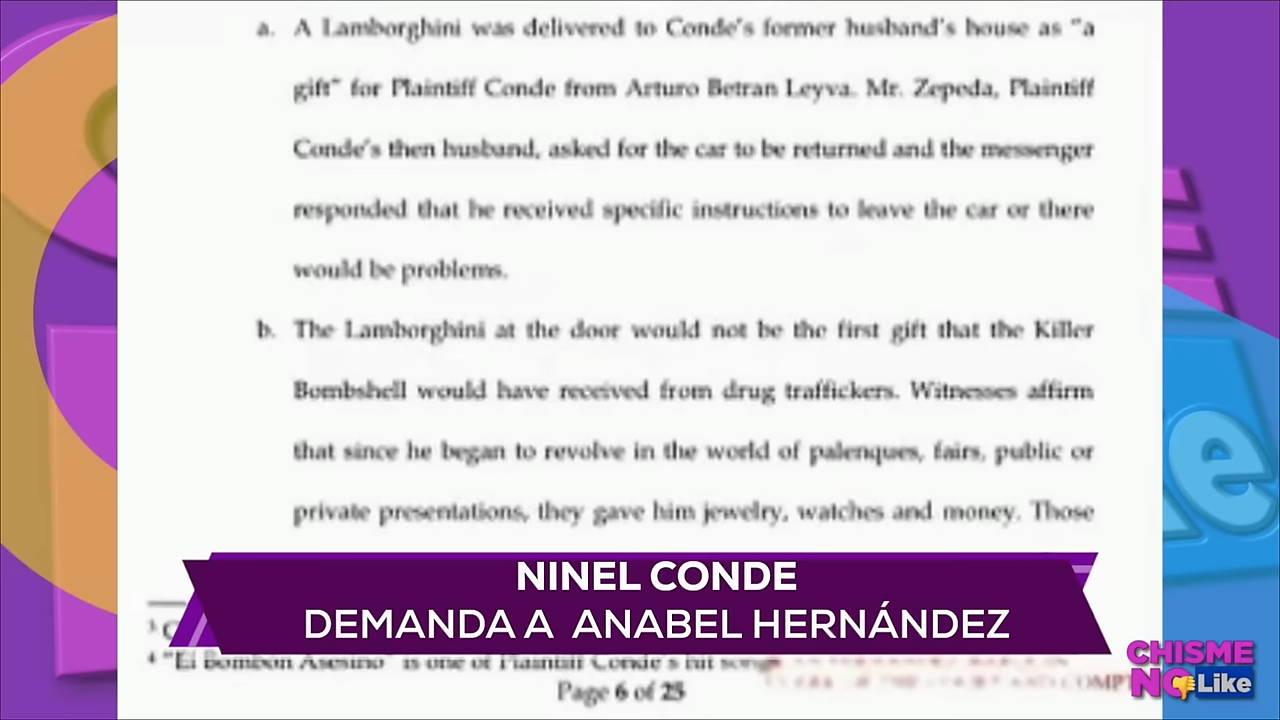 a. A Lamborghini was delivered to Conde's former husband's house as "a
gift" for Plaintiff Conde from Arturo Betran Leyva. Mr. Zepeda, Plaintiff
Conde's then husband, asked for the car to be returned and the messenger
responded that he received specific instructions to leave the car or there
would be problems.
b. The Lamborghini at the door would not be the first gift that the Killer
Bombshell would have received from drug traffickers. Witnesses affirm
that since he began to revolve in the world of palenques, fairs, public or
private presentations, they gave him jewelry, watches and money. Those
NINEL CONDE
DEMANDA A ANABEL HERNÁNDEZ
3
4 "El Bombón Asesino" is one of Plaintiff Conde's hit songs
Page 6 of 25
CHISME
NO Like